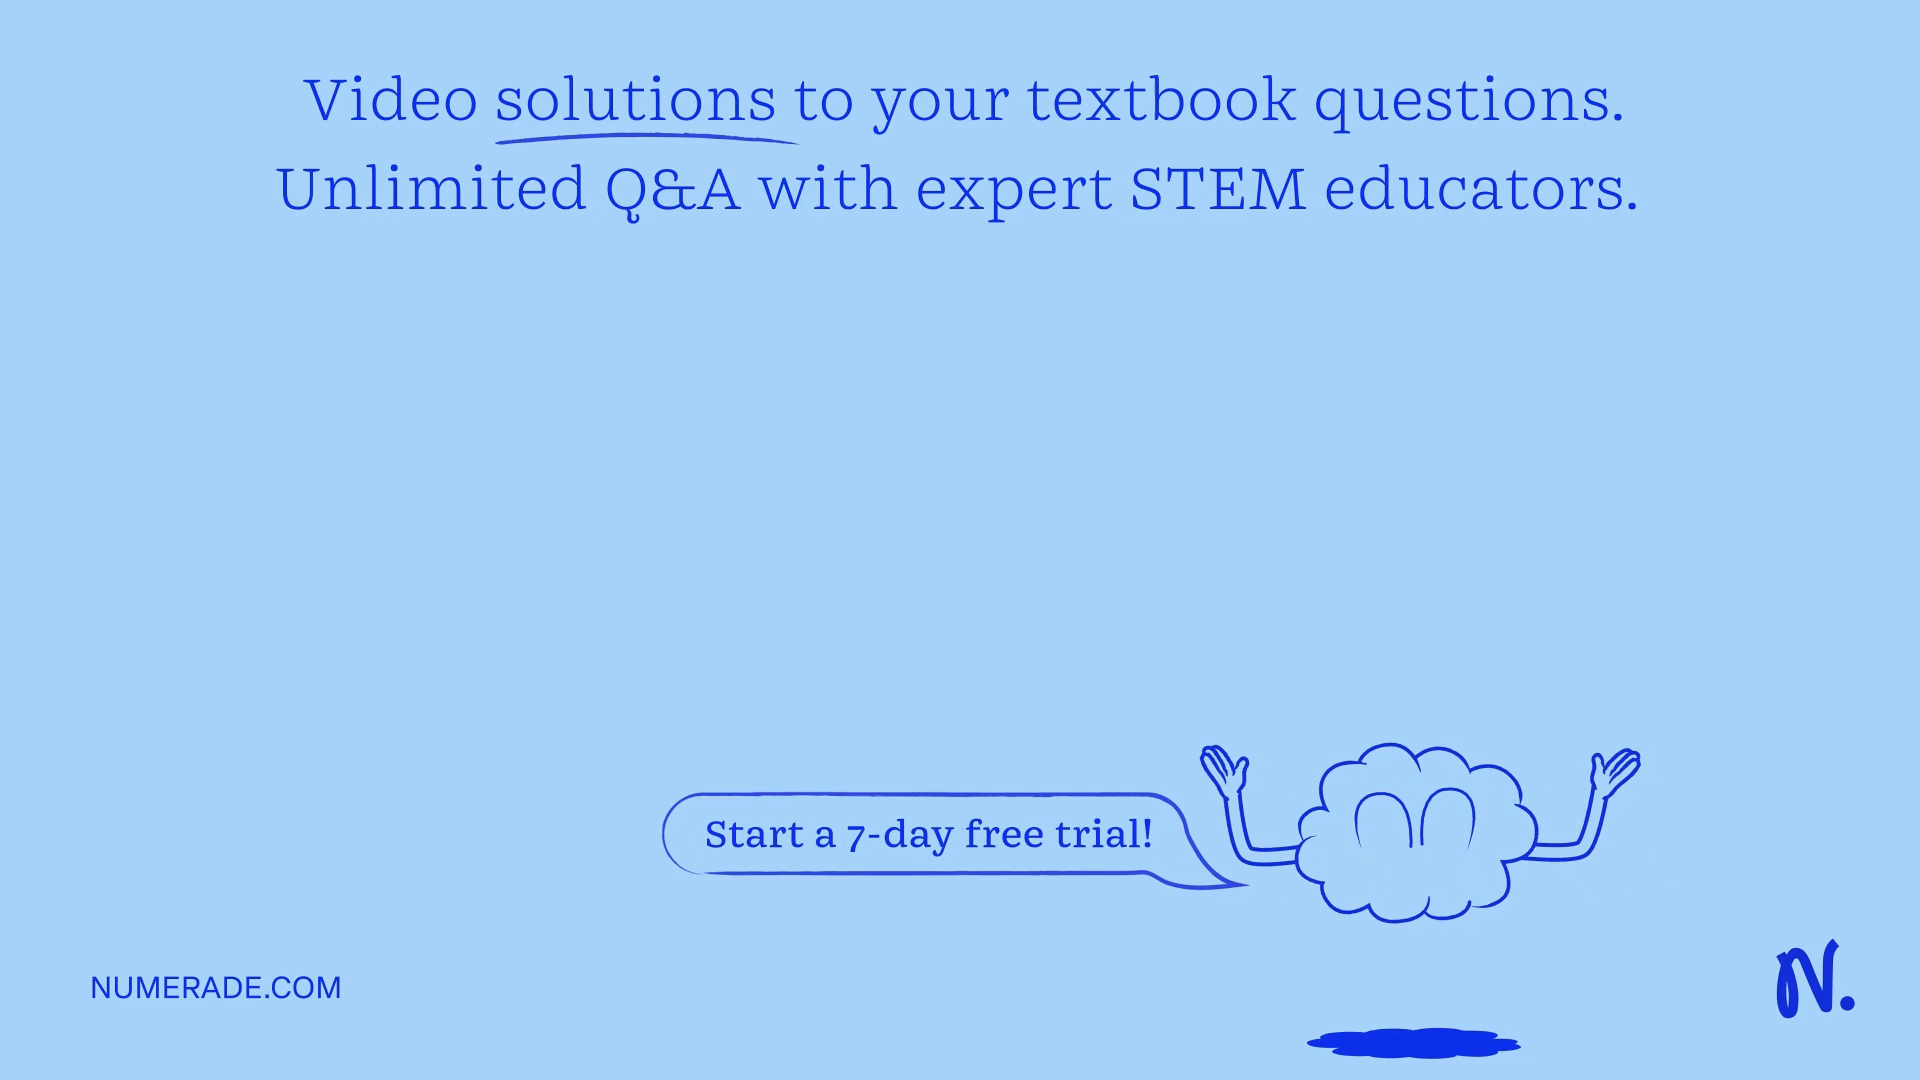 Video solutions to your textbook questions.
Unlimited Q&A with expert STEM educators.
Start a 7-day free trial!
NUMERADE.COM
N.